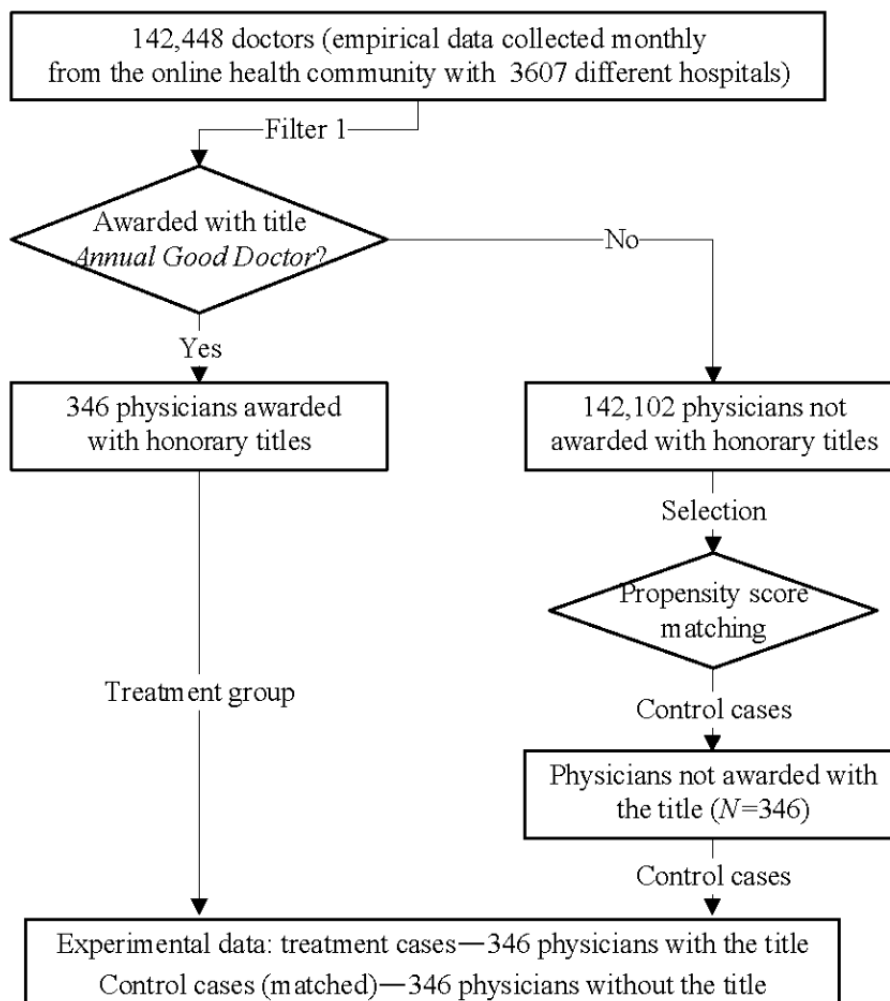 142,448 doctors (empirical data collected monthly
from the online health community with 3607 different hospitals)
Filter 1
Awarded with title
Annual Good Doctor?
No
Yes
346 physicians awarded
with honorary titles
142,102 physicians not
awarded with honorary titles
Selection
Propensity score
matching
Treatment group
Control cases
Physicians not awarded with
the title (N=346)
Control cases
Experimental data: treatment cases—346 physicians with the title
Control cases (matched)—346 physicians without the title